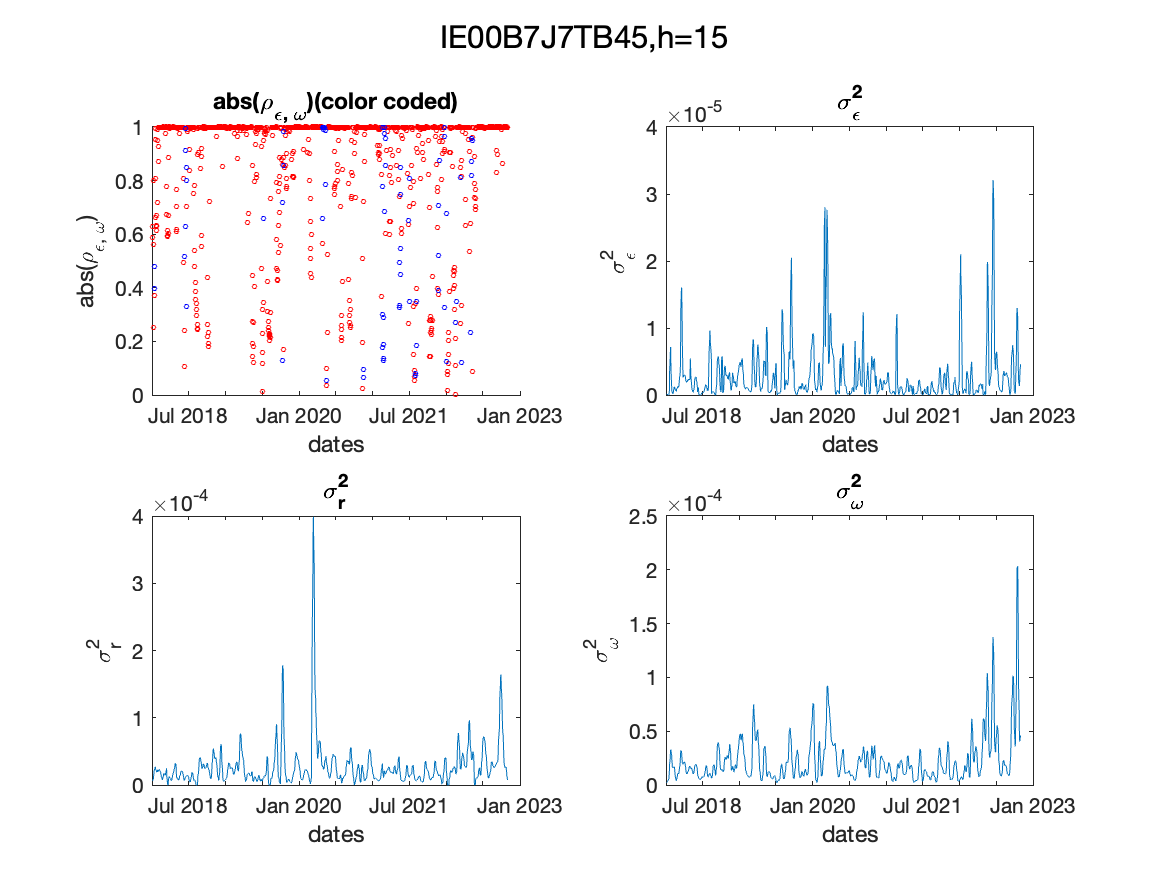 IE00B7J7TB45,h=15
abs(ρ_ϵ, ω)(color coded)
abs(ρ_ϵ, ω)
1
0.8
0.6
0.4
0.2
0
Jul 2018 Jan 2020 Jul 2021 Jan 2023
dates
σ²_ϵ
×10⁻⁵
σ²_ϵ
4
3
2
1
0
Jul 2018 Jan 2020 Jul 2021 Jan 2023
dates
σ²_r
×10⁻⁴
σ²_r
4
3
2
1
0
Jul 2018 Jan 2020 Jul 2021 Jan 2023
dates
σ²_ω
×10⁻⁴
σ²_ω
2.5
2
1.5
1
0.5
0
Jul 2018 Jan 2020 Jul 2021 Jan 2023
dates